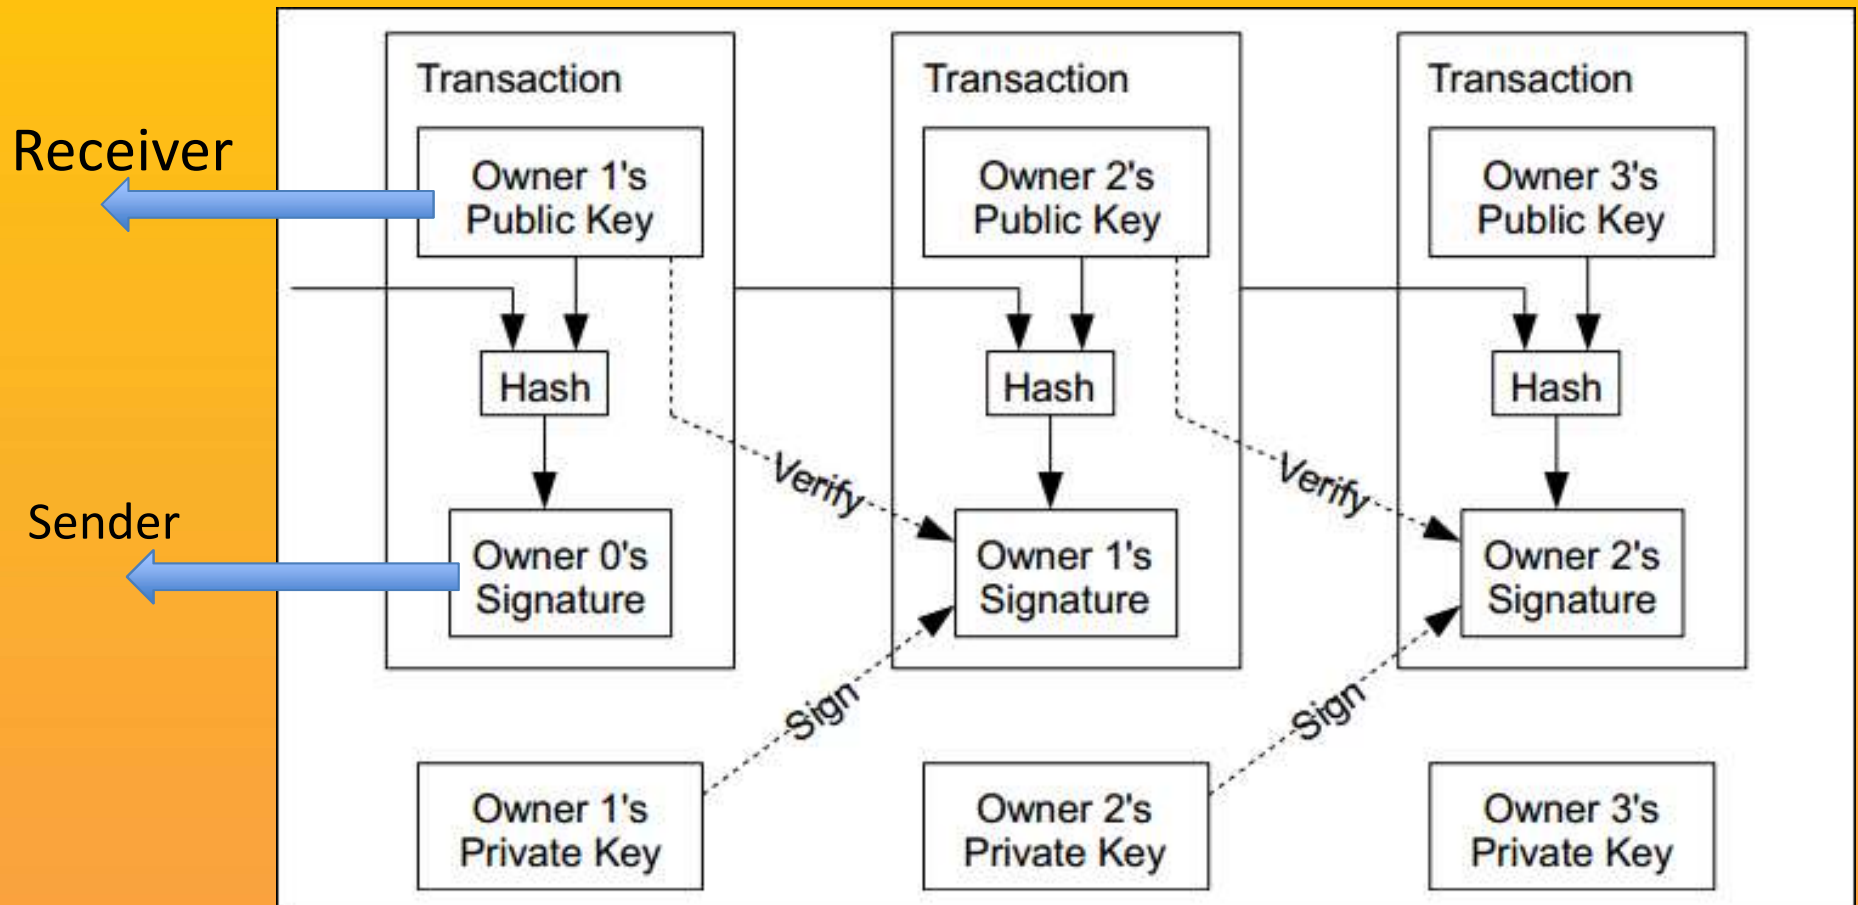 Receiver
Sender
Transaction
Owner 1's
Public Key
Hash
Owner 0's
Signature
Verify
Sign
Owner 1's
Private Key
Transaction
Owner 2's
Public Key
Hash
Owner 1's
Signature
Verify
Sign
Owner 2's
Private Key
Transaction
Owner 3's
Public Key
Hash
Owner 2's
Signature
Owner 3's
Private Key